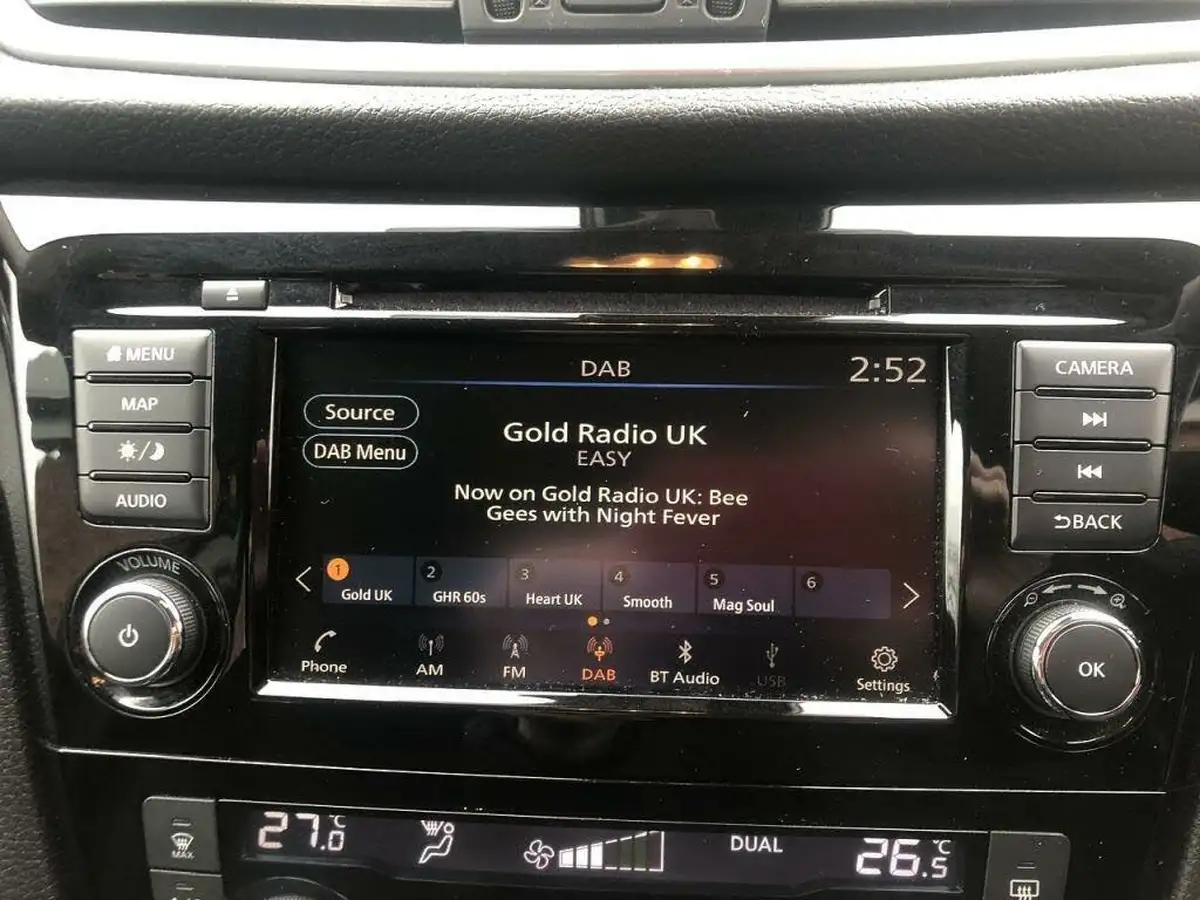 MENU
MAP
AUDIO
VOLUME
DAB
2:52
Source
DAB Menu
Gold Radio UK
EASY
Now on Gold Radio UK: Bee
Gees with Night Fever
1
Gold UK
2
GHR 60s
3
Heart UK
4
Smooth
5
Mag Soul
6
Phone
AM
FM
DAB
BT Audio
USB
Settings
CAMERA
BACK
OK
MAX
27.0 °C
DUAL
26.5 °C